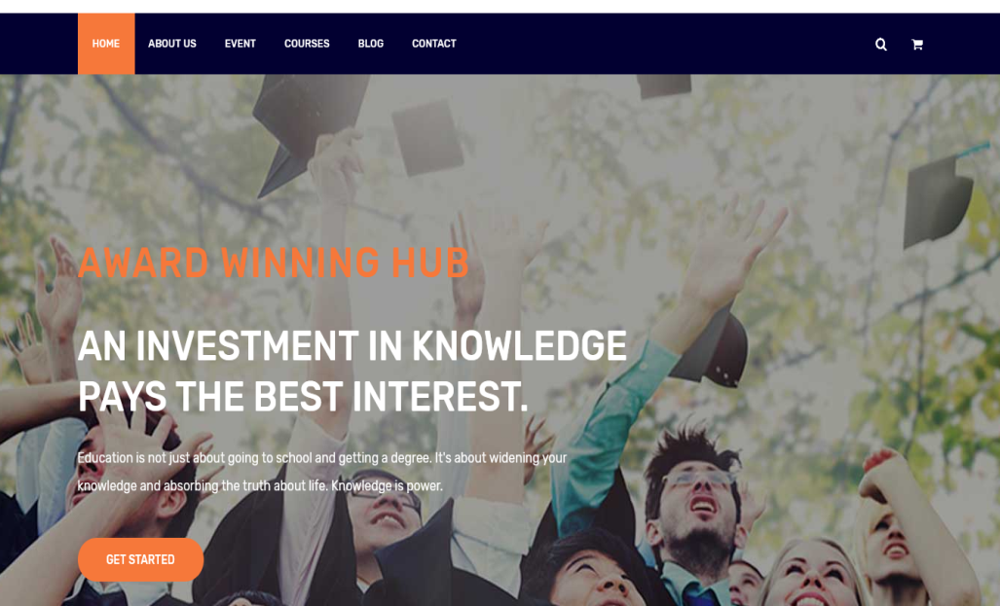 HOME ABOUT US EVENT COURSES BLOG CONTACT
AWARD WINNING HUB
AN INVESTMENT IN KNOWLEDGE
PAYS THE BEST INTEREST.
Education is not just about going to school and getting a degree. It's about widening your
knowledge and absorbing the truth about life. Knowledge is power.
GET STARTED